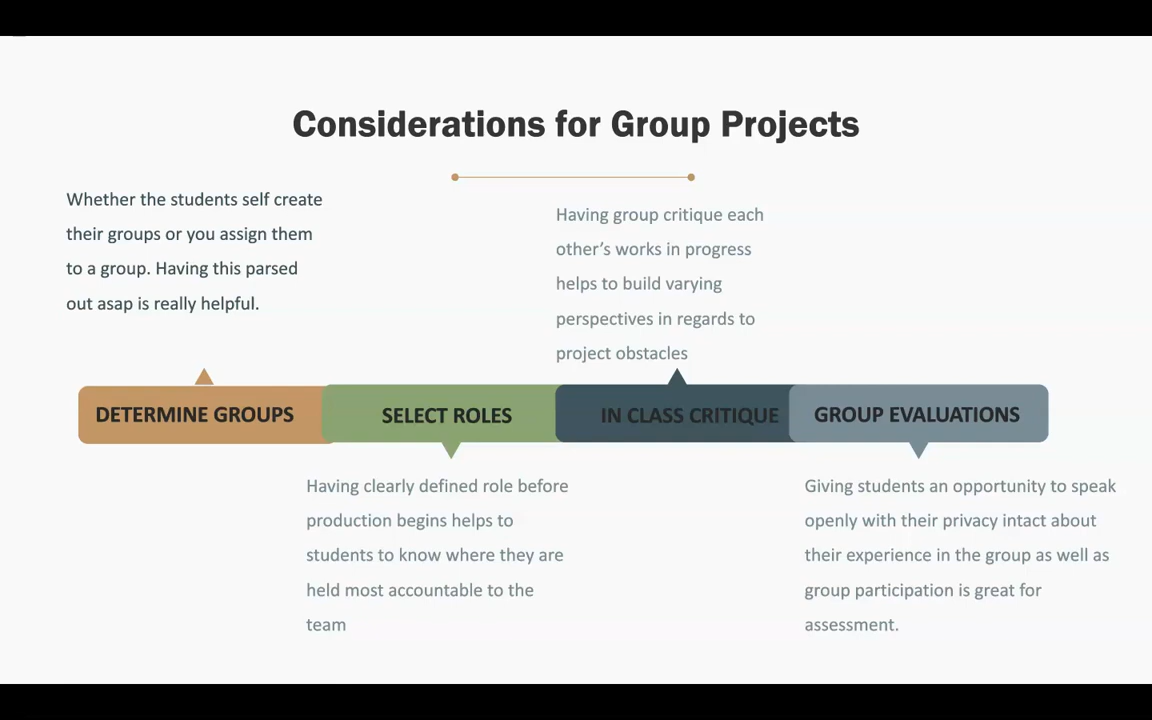 Considerations for Group Projects
Whether the students self create
their groups or you assign them
to a group. Having this parsed
out asap is really helpful.
Having group critique each
other’s works in progress
helps to build varying
perspectives in regards to
project obstacles
DETERMINE GROUPS
SELECT ROLES
IN CLASS CRITIQUE
GROUP EVALUATIONS
Having clearly defined role before
production begins helps to
students to know where they are
held most accountable to the
team
Giving students an opportunity to speak
openly with their privacy intact about
their experience in the group as well as
group participation is great for
assessment.